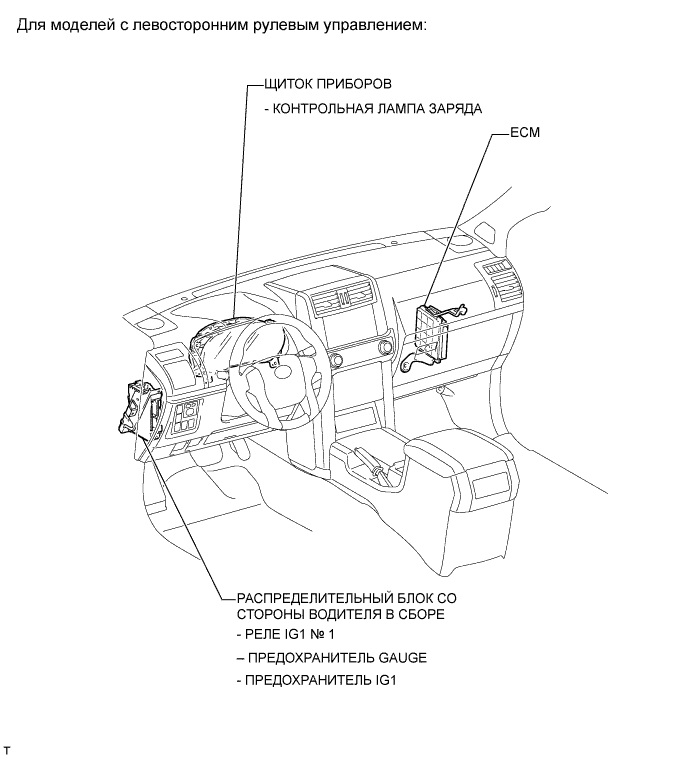 Для моделей с левосторонним рулевым управлением:
ЩИТОК ПРИБОРОВ
- КОНТРОЛЬНАЯ ЛАМПА ЗАРЯДА
ECM
РАСПРЕДЕЛИТЕЛЬНЫЙ БЛОК СО
СТОРОНЫ ВОДИТЕЛЯ В СБОРЕ
- РЕЛЕ IG1 № 1
– ПРЕДОХРАНИТЕЛЬ GAUGE
- ПРЕДОХРАНИТЕЛЬ IG1
т